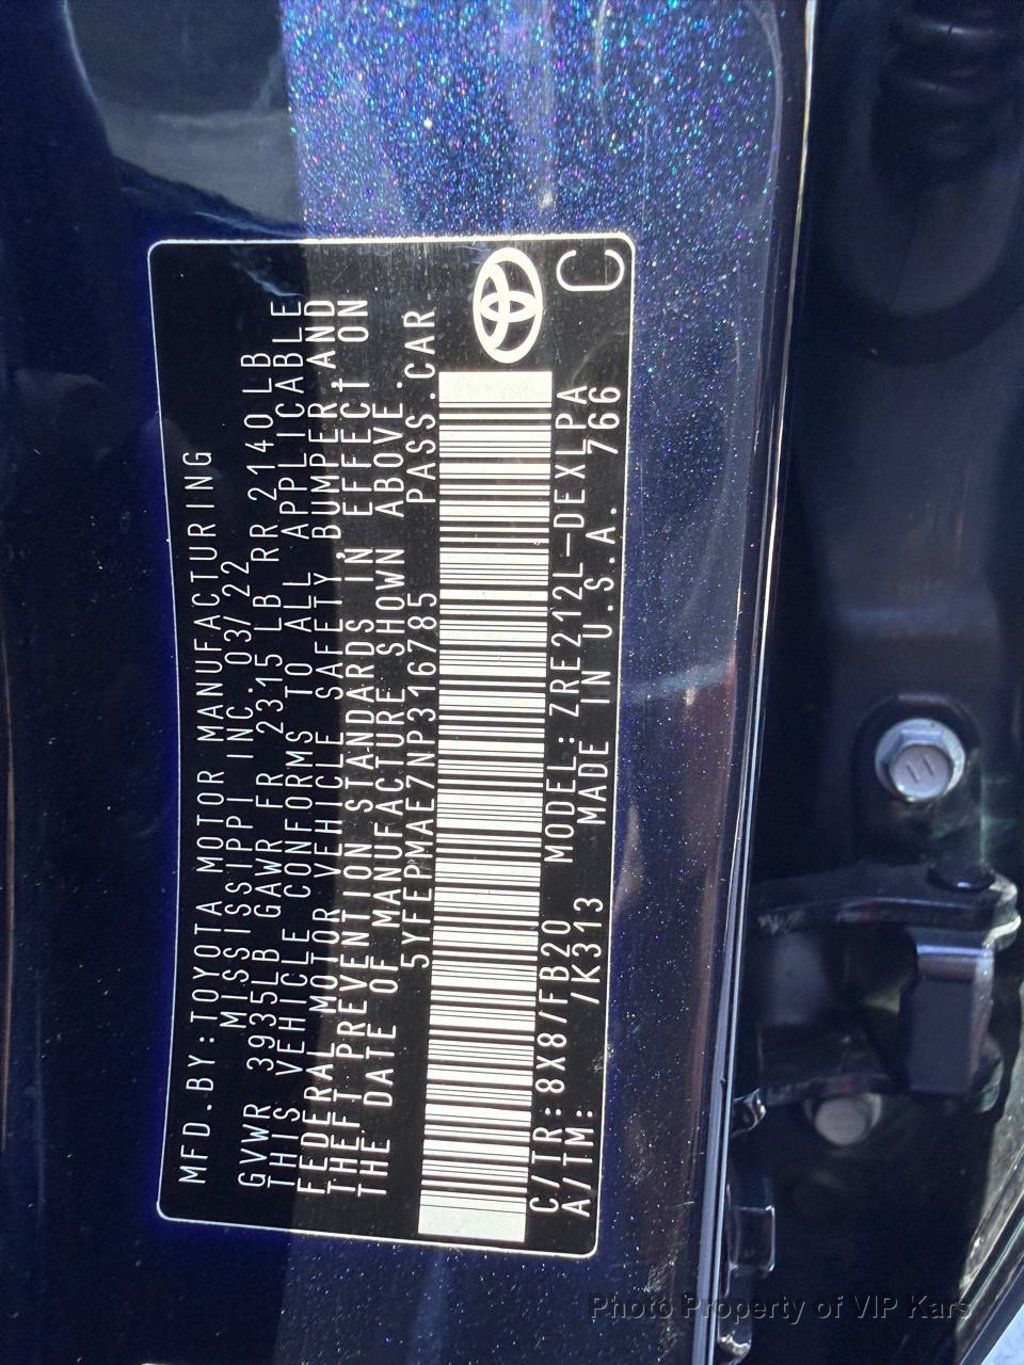 MFD.BY:TOYOTA MOTOR MANUFACTURING
MISSISSIPPI INC. 03/22
GVWR 3935LB GAWR FR 2315 LB RR 2140LB
THIS VEHICLE CONFORMS TO ALL APPLICABLE
FEDERAL MOTOR VEHICLE SAFETY,BUMPER,AND
THEFT PREVENTION STANDARDS IN EFFECT ON
THE DATE OF MANUFACTURE SHOWN ABOVE.
5YFEPMAE7NP316785 PASS.CAR
C/TR:8X8/FB20 MODEL:ZRE212L-DEXLPA
A/TM: /K313 MADE IN U.S.A. 766
C
Photo Property of VIP Kars